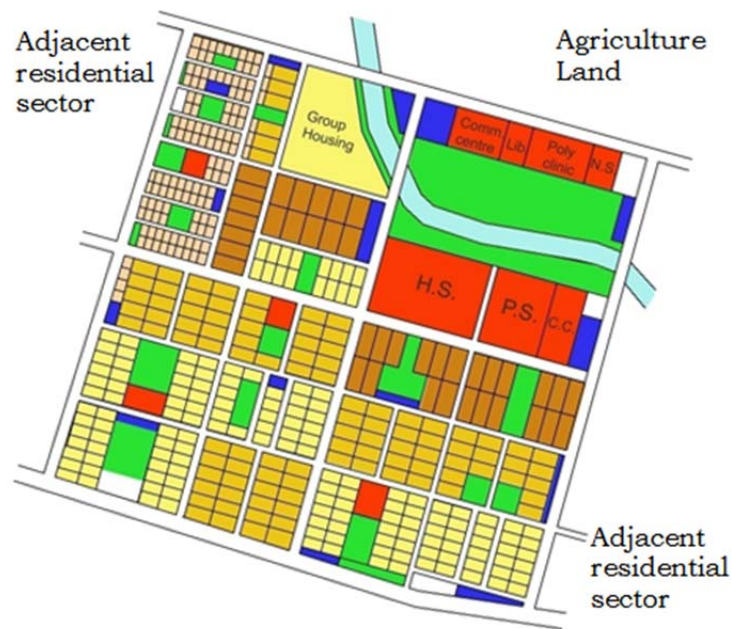 Adjacent
residential
sector
Agriculture
Land
Group
Housing
Comm.
centre
Lib.
Poly
clinic
N.S.
H.S.
P.S.
C.C.
Adjacent
residential
sector